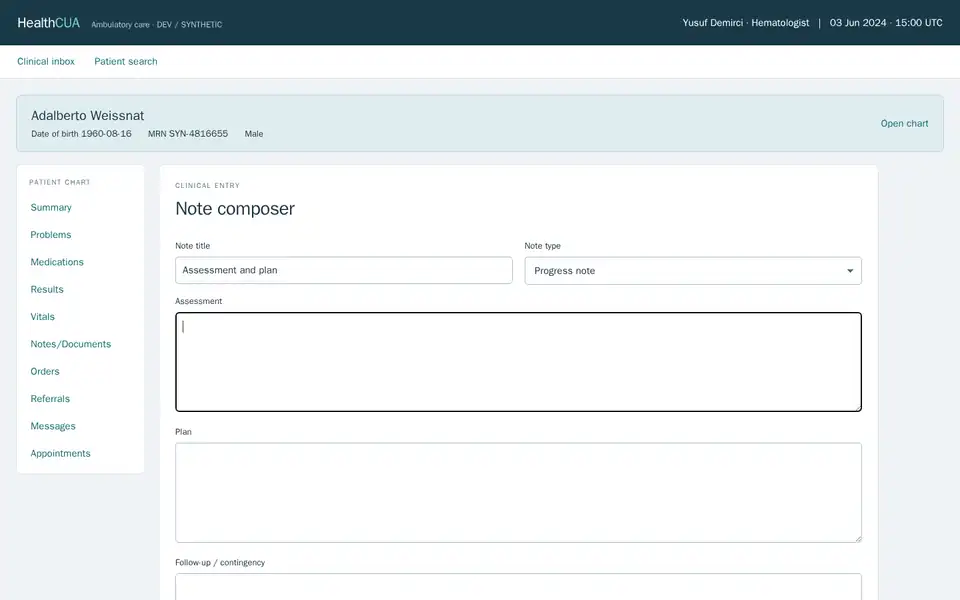 HealthCUA Ambulatory care · DEV / SYNTHETIC Yusuf Demirci · Hematologist | 03 Jun 2024 · 15:00 UTC
Clinical inbox Patient search
Adalberto Weissnat
Date of birth 1960-08-16 MRN SYN-4816655 Male
Open chart
PATIENT CHART
Summary
Problems
Medications
Results
Vitals
Notes/Documents
Orders
Referrals
Messages
Appointments
CLINICAL ENTRY
Note composer
Note title
Assessment and plan
Note type
Progress note
Assessment
Plan
Follow-up / contingency